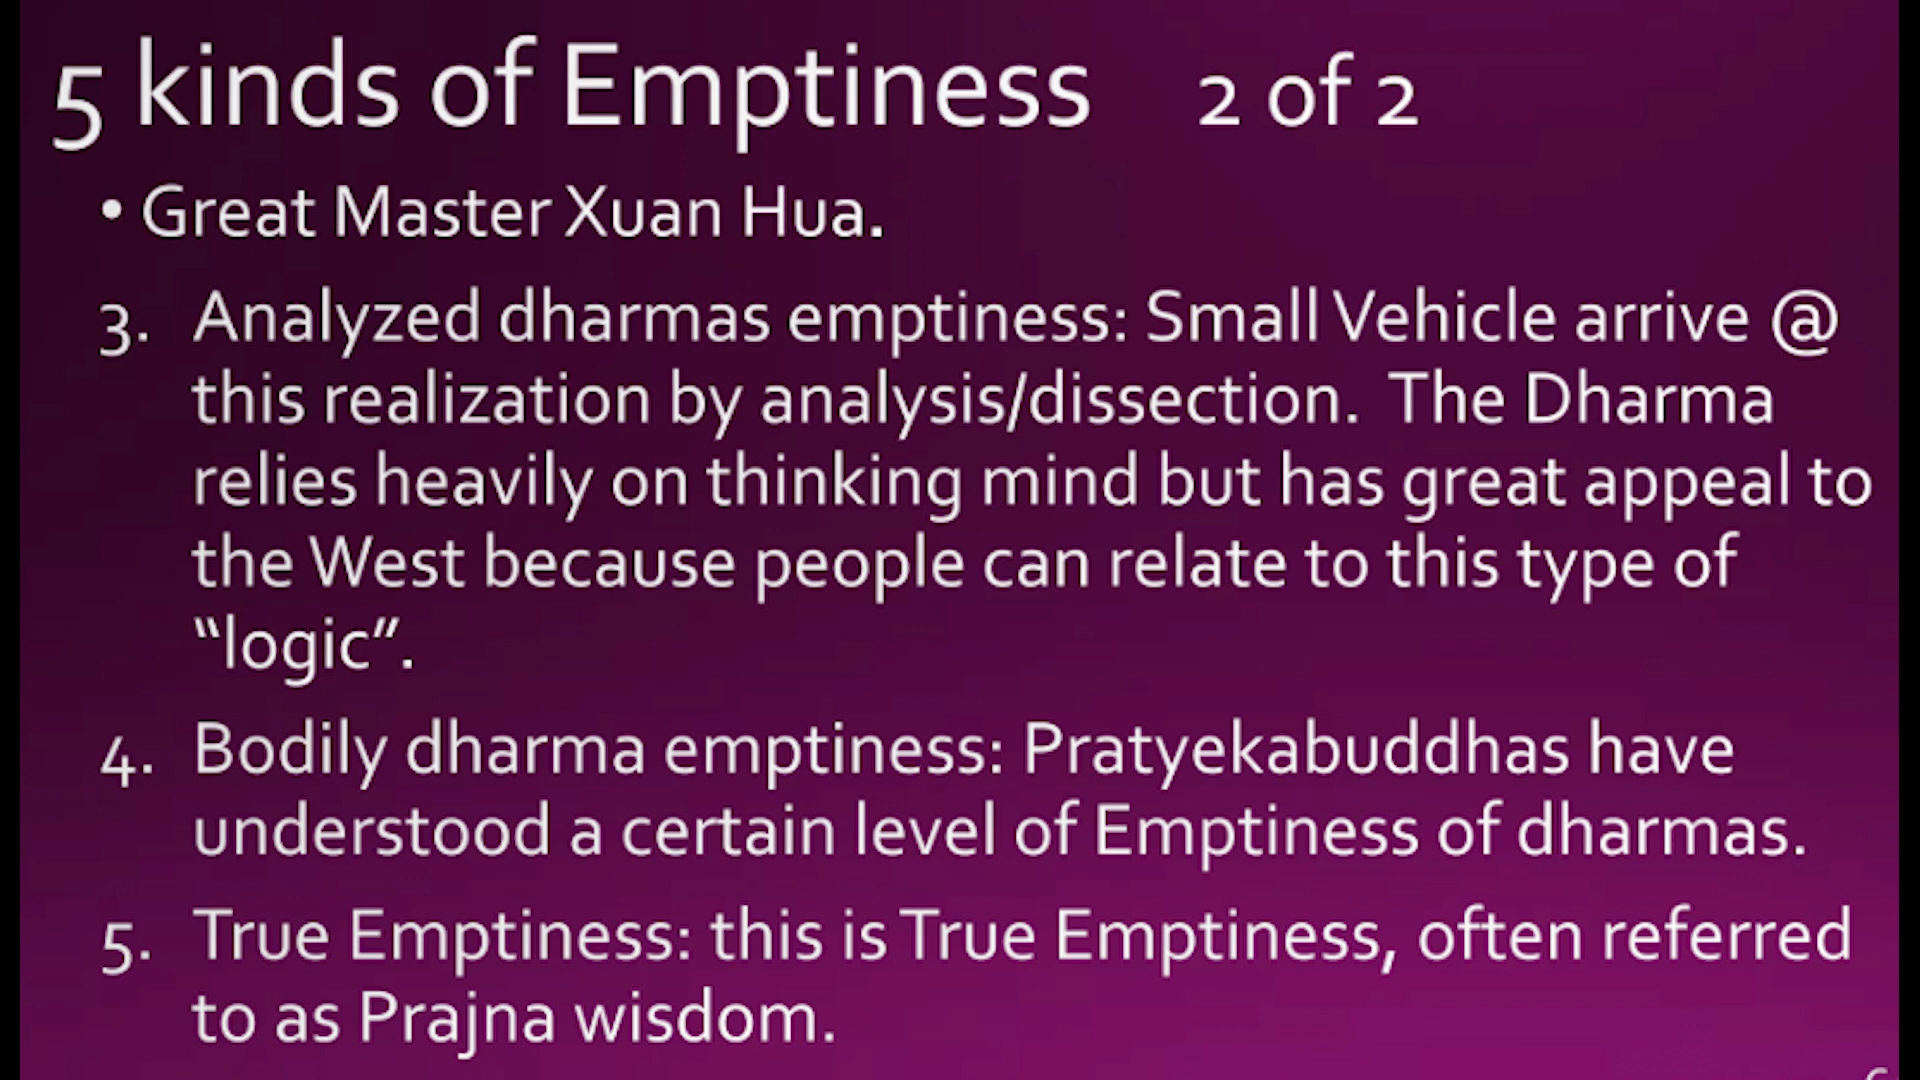 5 kinds of Emptiness 2 of 2
• Great Master Xuan Hua.
3. Analyzed dharmas emptiness: Small Vehicle arrive @
this realization by analysis/dissection. The Dharma
relies heavily on thinking mind but has great appeal to
the West because people can relate to this type of
“logic”.
4. Bodily dharma emptiness: Pratyekabuddhas have
understood a certain level of Emptiness of dharmas.
5. True Emptiness: this is True Emptiness, often referred
to as Prajna wisdom.